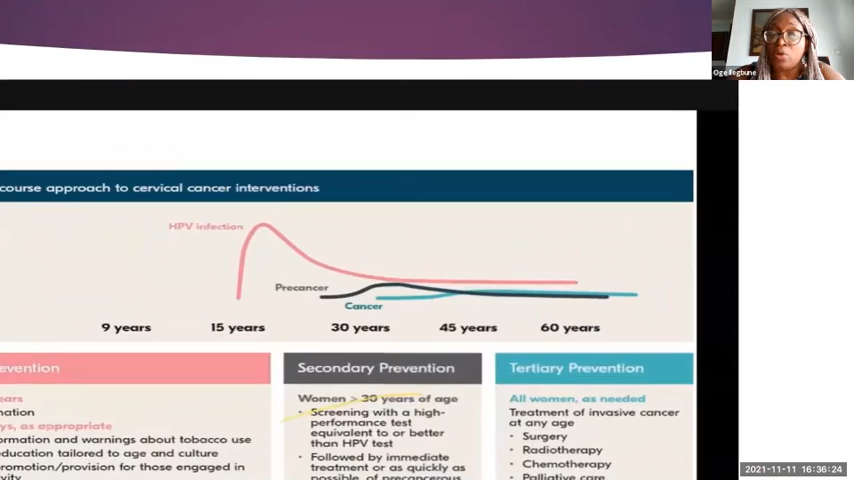 Oge Ilegbune
course approach to cervical cancer interventions
HPV infection
Precancer
Cancer
9 years 15 years 30 years 45 years 60 years
evention
ears
nation
ys, as appropriate
ormation and warnings about tobacco use
education tailored to age and culture
promotion/provision for those engaged in
vity
Secondary Prevention
Women > 30 years of age
• Screening with a high-
performance test
equivalent to or better
than HPV test
• Followed by immediate
treatment or as quickly as
possible, of precancerous
Tertiary Prevention
All women, as needed
Treatment of invasive cancer
at any age
• Surgery
• Radiotherapy
• Chemotherapy
• Palliative care
2021-11-11 16:36:24